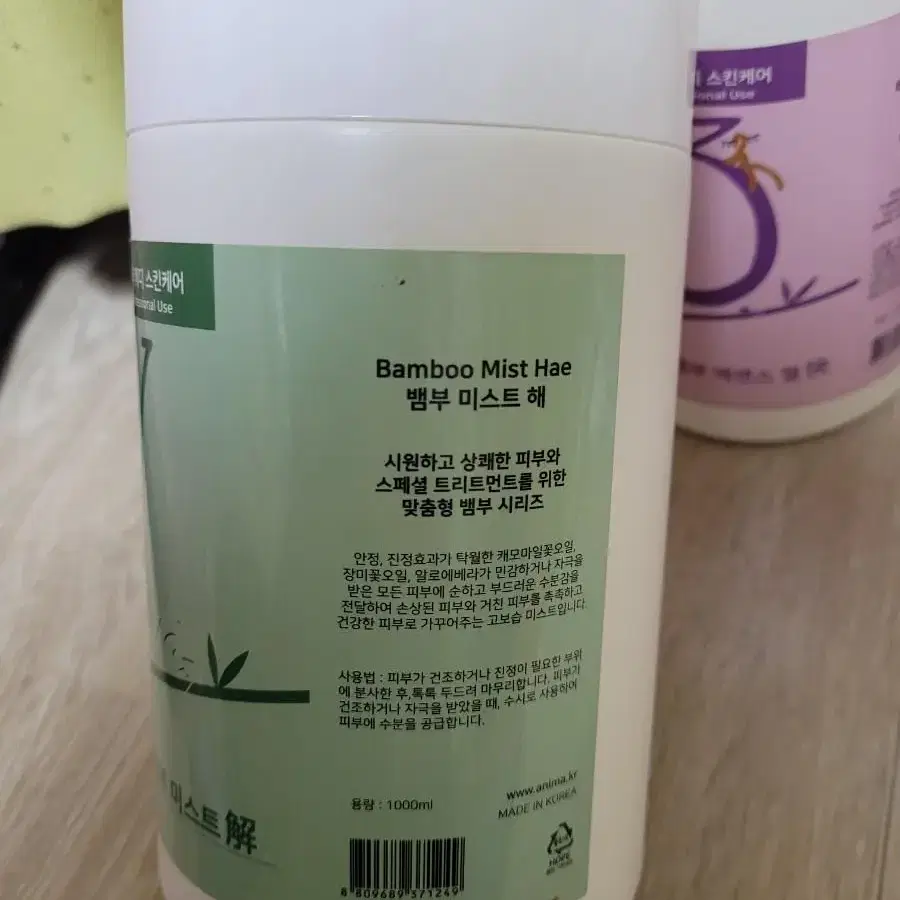 스킨케어
Use
Bamboo Mist Hae
뱀부 미스트 해
시원하고 상쾌한 피부와
스페셜 트리트먼트를 위한
맞춤형 뱀부 시리즈
안정, 진정효과가 탁월한 캐모마일꽃오일,
장미꽃오일, 알로에베라가 민감하거나 자극을
받은 모든 피부에 순하고 부드러운 수분감을
전달하여 손상된 피부와 거친 피부를 촉촉하고
건강한 피부로 가꾸어주는 고보습 미스트입니다.
사용법 : 피부가 건조하거나 진정이 필요한 부위
에 분사한 후,톡톡 두드려 마무리합니다. 피부가
건조하거나 자극을 받았을 때, 수시로 사용하여
피부에 수분을 공급합니다.
www.anima.kr
MADE IN KOREA
용량 : 1000ml
HDPE
8 809689 371249
미스트 解
스킨케어
Use
에센스